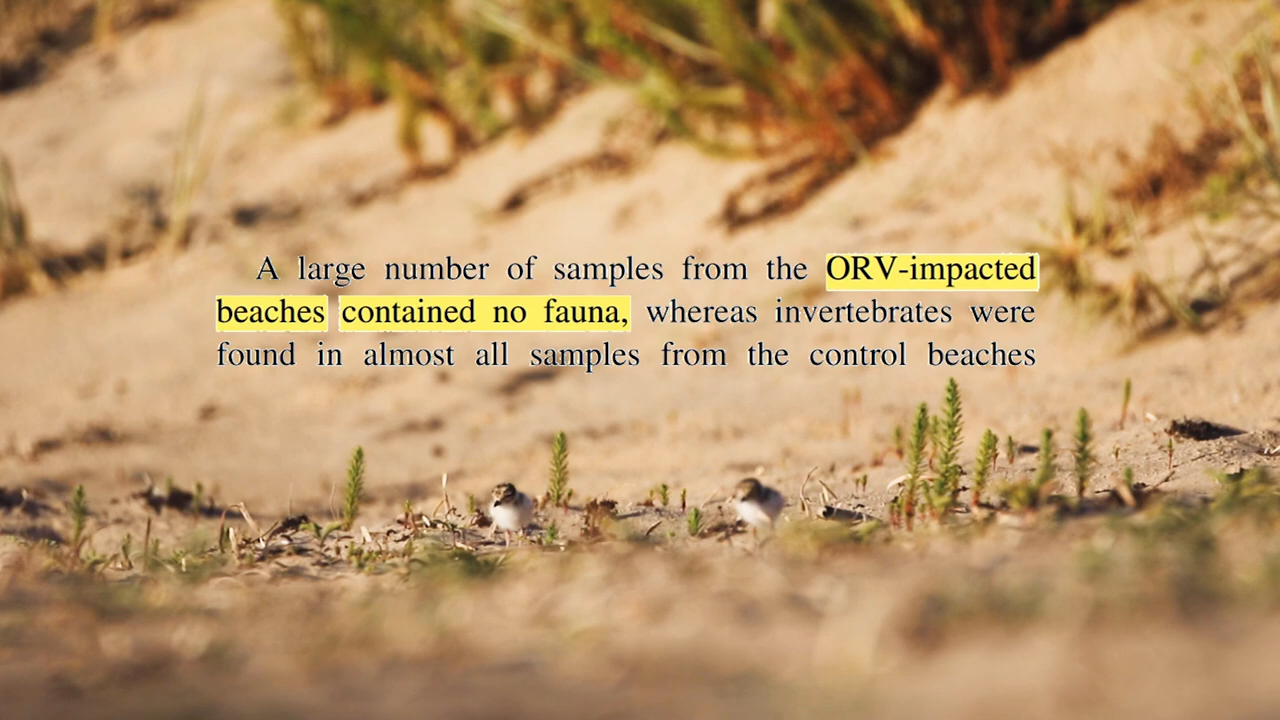 A large number of samples from the ORV-impacted
beaches contained no fauna, whereas invertebrates were
found in almost all samples from the control beaches